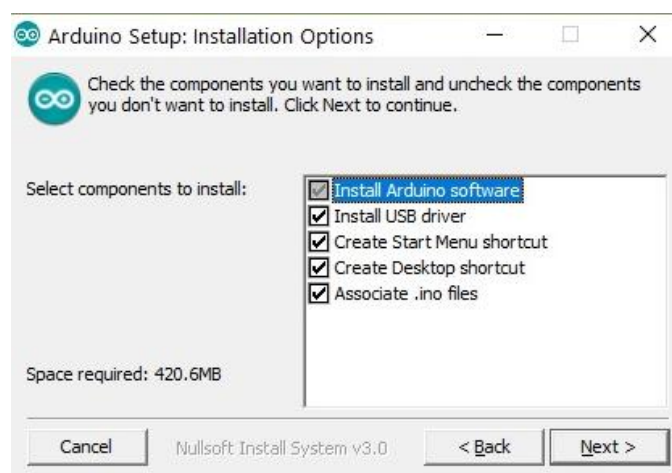 Arduino Setup: Installation Options
Check the components you want to install and uncheck the components
you don't want to install. Click Next to continue.
Select components to install:
Install Arduino software
Install USB driver
Create Start Menu shortcut
Create Desktop shortcut
Associate .ino files
Space required: 420.6MB
Cancel
Nullsoft Install System v3.0
< Back
Next >